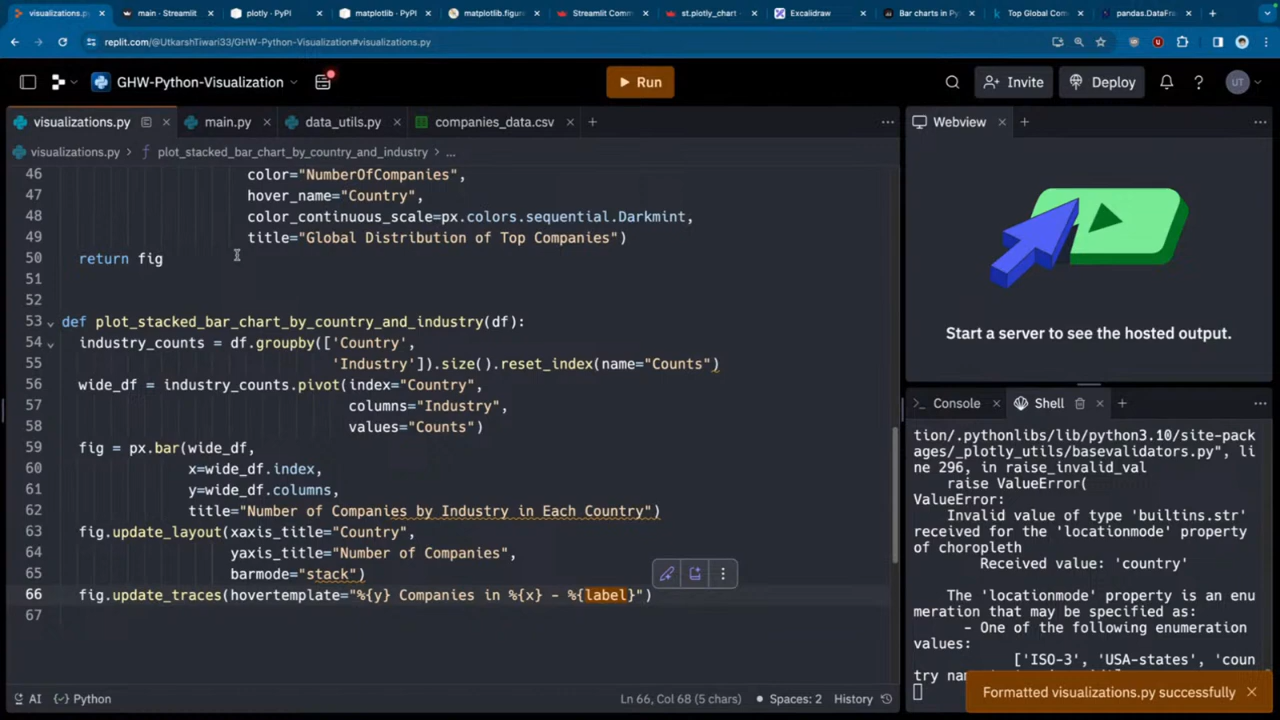 visualizations.py
main - Streamlit
plotly · PyPI
matplotlib · PyPI
matplotlib.figure
Streamlit Comm
st.plotly_chart
Excalidraw
Bar charts in Py
Top Global Com
pandas.DataFra
replit.com/@UtkarshTiwari33/GHW-Python-Visualization#visualizations.py
GHW-Python-Visualization
Run
Invite
Deploy
UT
visualizations.py
main.py
data_utils.py
companies_data.csv
Webview
visualizations.py > plot_stacked_bar_chart_by_country_and_industry > ...
46 color="NumberOfCompanies",
47 hover_name="Country",
48 color_continuous_scale=px.colors.sequential.Darkmint,
49 title="Global Distribution of Top Companies")
50 return fig
51
52
53 def plot_stacked_bar_chart_by_country_and_industry(df):
54 industry_counts = df.groupby(['Country',
55 'Industry']).size().reset_index(name="Counts")
56 wide_df = industry_counts.pivot(index="Country",
57 columns="Industry",
58 values="Counts")
59 fig = px.bar(wide_df,
60 x=wide_df.index,
61 y=wide_df.columns,
62 title="Number of Companies by Industry in Each Country")
63 fig.update_layout(xaxis_title="Country",
64 yaxis_title="Number of Companies",
65 barmode="stack")
66 fig.update_traces(hovertemplate="%{y} Companies in %{x} - %{label}")
67
Start a server to see the hosted output.
Console
Shell
tion/.pythonlibs/lib/python3.10/site-pack
ages/_plotly_utils/basevalidators.py", li
ne 296, in raise_invalid_val
raise ValueError(
ValueError:
Invalid value of type 'builtins.str'
received for the 'locationmode' property
of choropleth
Received value: 'country'
The 'locationmode' property is an enu
meration that may be specified as:
- One of the following enumeration
values:
['ISO-3', 'USA-states', 'coun
try nam
Formatted visualizations.py successfully
AI
Python
Ln 66, Col 68 (5 chars)
Spaces: 2
History